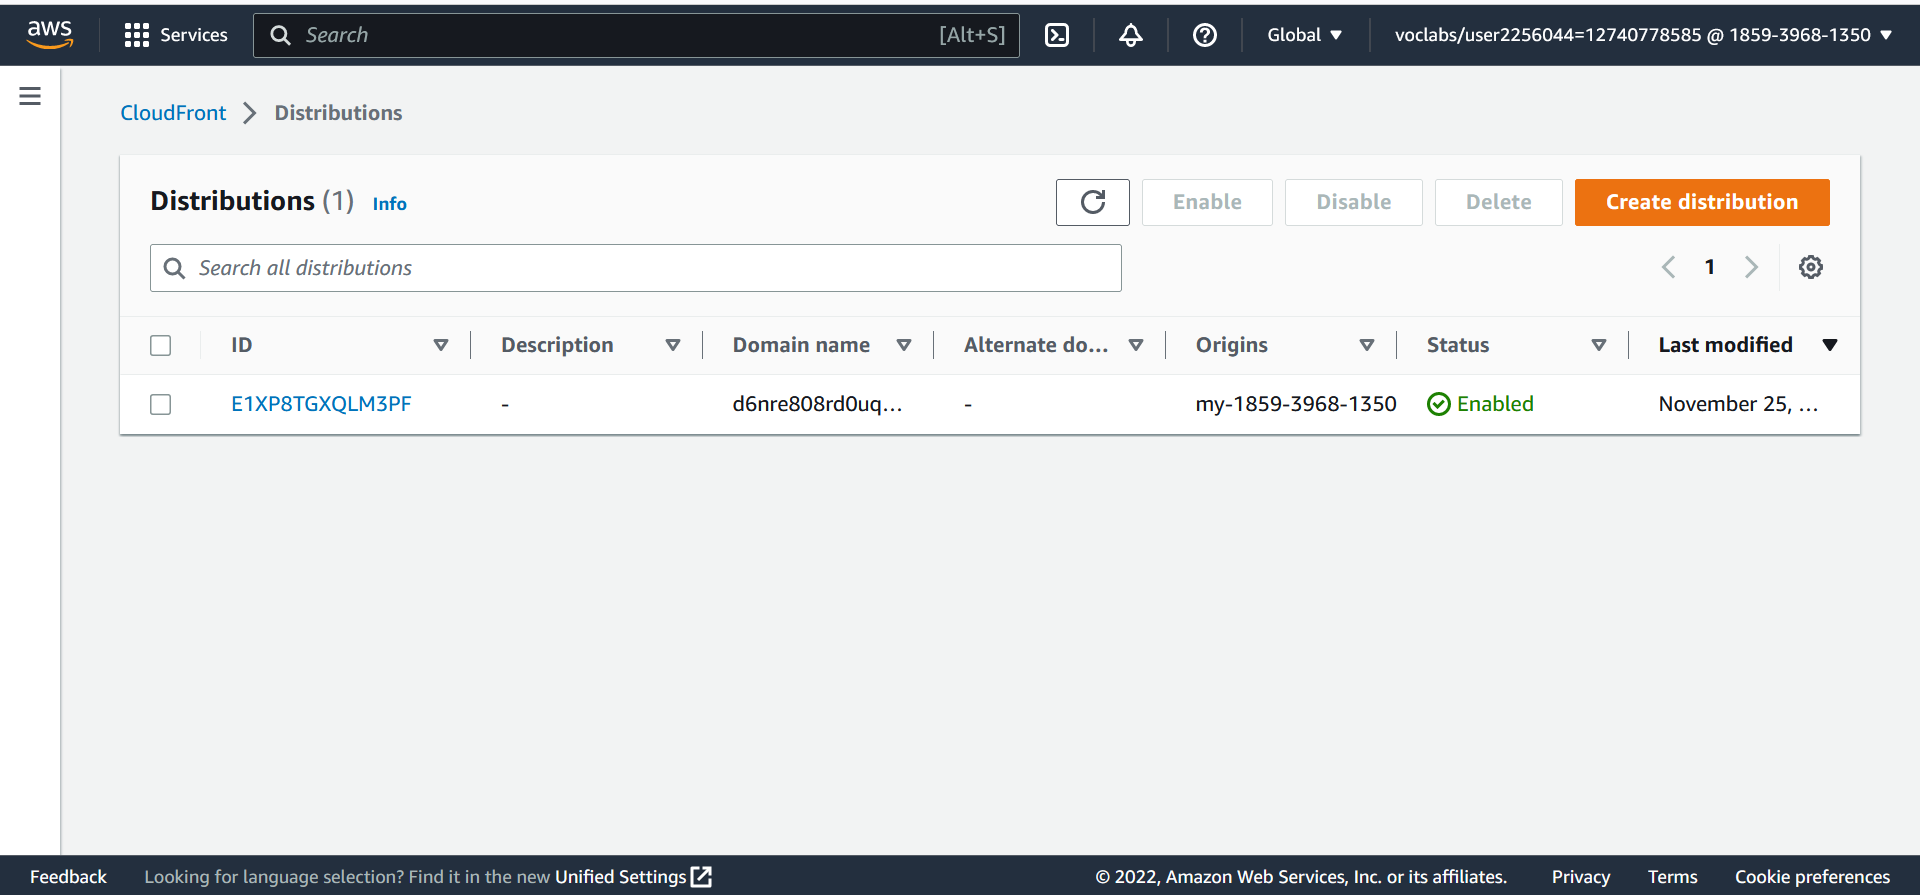 aws Services Search [Alt+S] Global voclabs/user2256044=12740778585 @ 1859-3968-1350
CloudFront Distributions
Distributions (1) Info Enable Disable Delete Create distribution
Search all distributions 1
ID Description Domain name Alternate do... Origins Status Last modified
E1XP8TGXQLM3PF - d6nre808rd0uq... - my-1859-3968-1350 Enabled November 25, ...
Feedback Looking for language selection? Find it in the new Unified Settings © 2022, Amazon Web Services, Inc. or its affiliates. Privacy Terms Cookie preferences